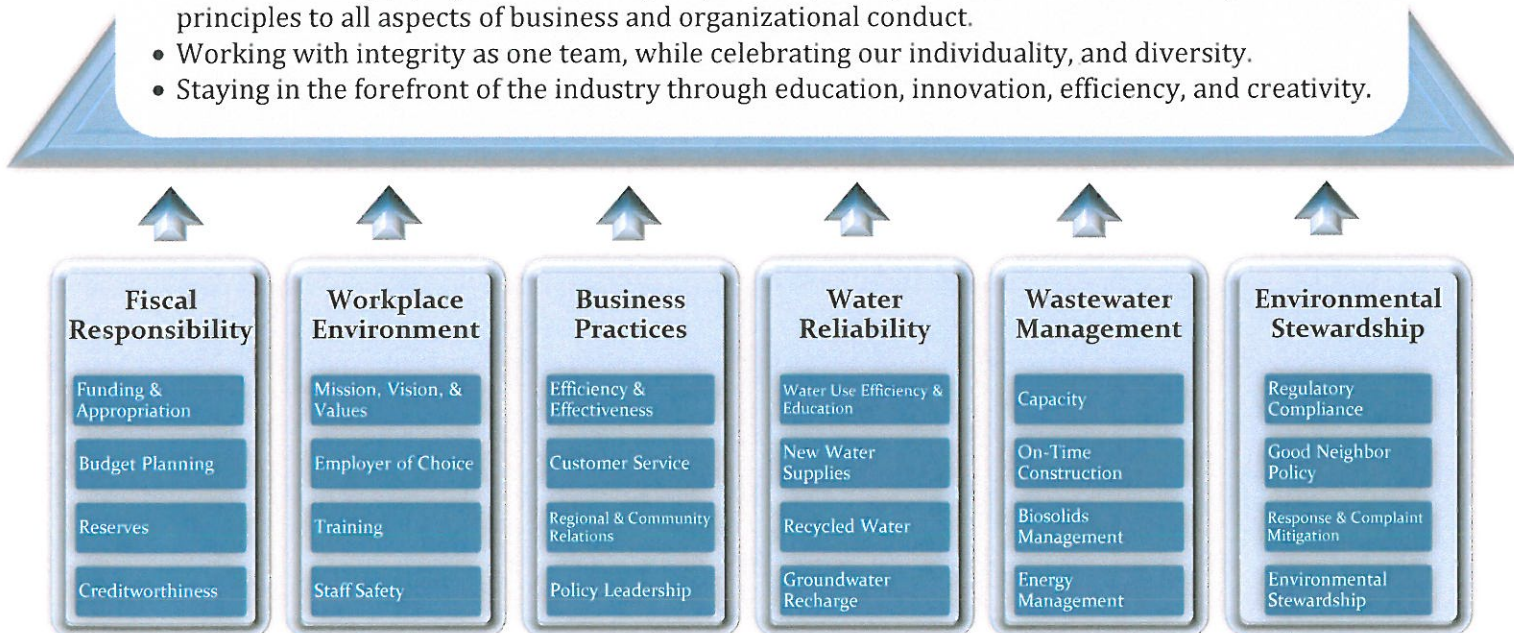 principles to all aspects of business and organizational conduct.
• Working with integrity as one team, while celebrating our individuality, and diversity.
• Staying in the forefront of the industry through education, innovation, efficiency, and creativity.
Fiscal
Responsibility
Funding &
Appropriation
Budget Planning
Reserves
Creditworthiness
Workplace
Environment
Mission, Vision, &
Values
Employer of Choice
Training
Staff Safety
Business
Practices
Efficiency &
Effectiveness
Customer Service
Regional & Community
Relations
Policy Leadership
Water
Reliability
Water Use Efficiency &
Education
New Water
Supplies
Recycled Water
Groundwater
Recharge
Wastewater
Management
Capacity
On-Time
Construction
Biosolids
Management
Energy
Management
Environmental
Stewardship
Regulatory
Compliance
Good Neighbor
Policy
Response & Complaint
Mitigation
Environmental
Stewardship